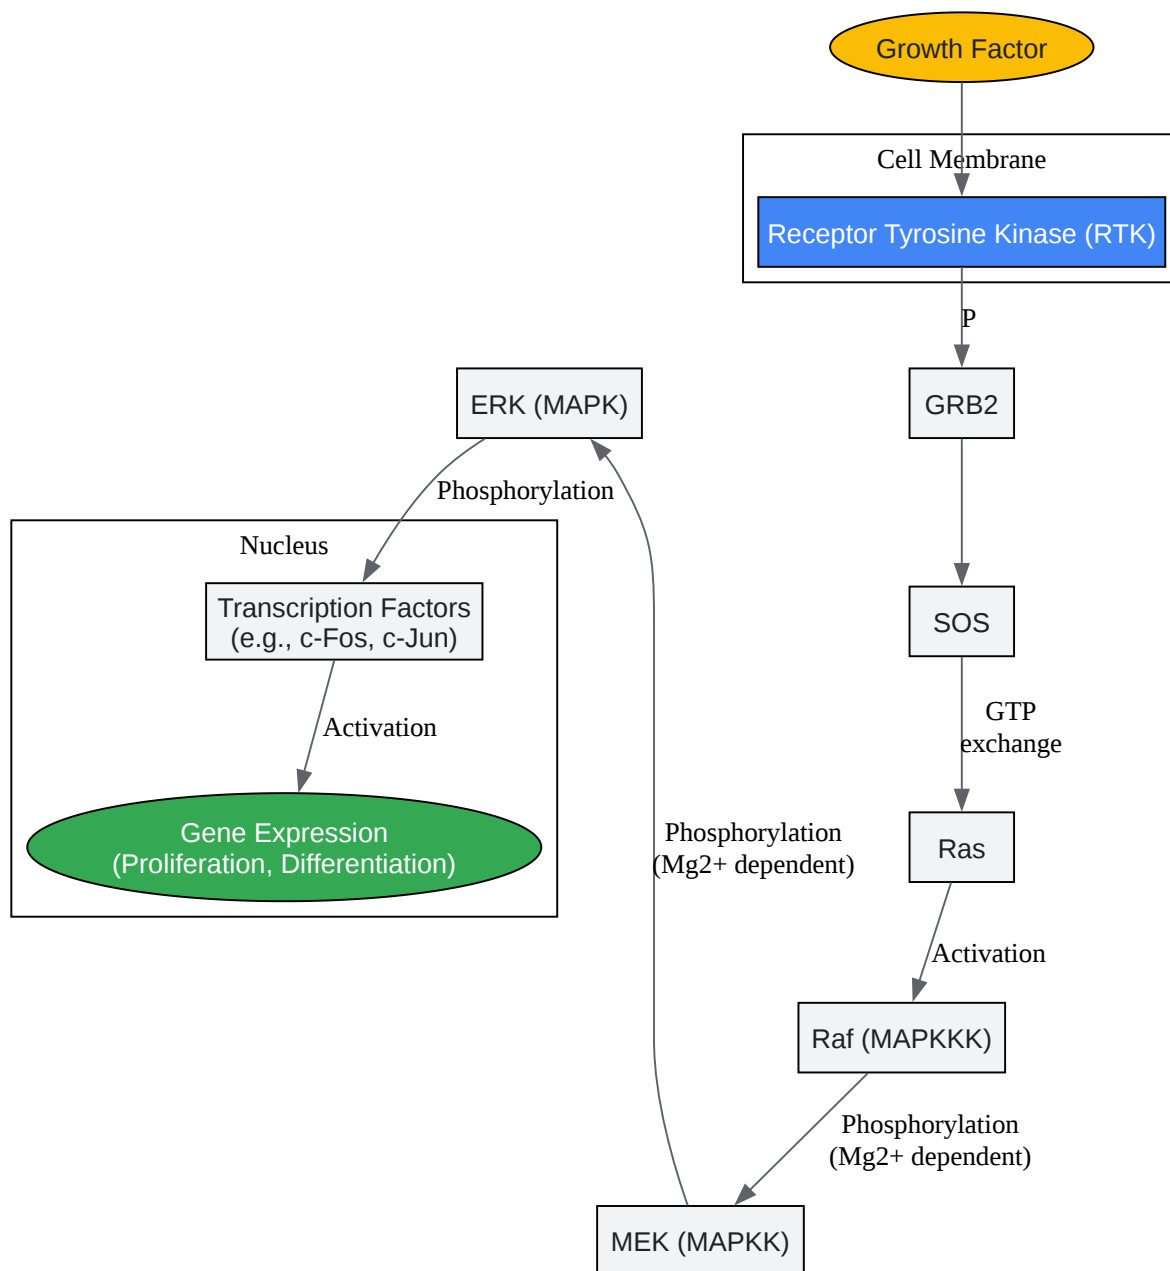 Growth Factor
Cell Membrane
Receptor Tyrosine Kinase (RTK)
P
ERK (MAPK)
GRB2
Phosphorylation
Nucleus
Transcription Factors
(e.g., c-Fos, c-Jun)
SOS
Activation
GTP
exchange
Gene Expression
(Proliferation, Differentiation)
Phosphorylation
(Mg2+ dependent)
Ras
Activation
Raf (MAPKKK)
Phosphorylation
(Mg2+ dependent)
MEK (MAPKK)